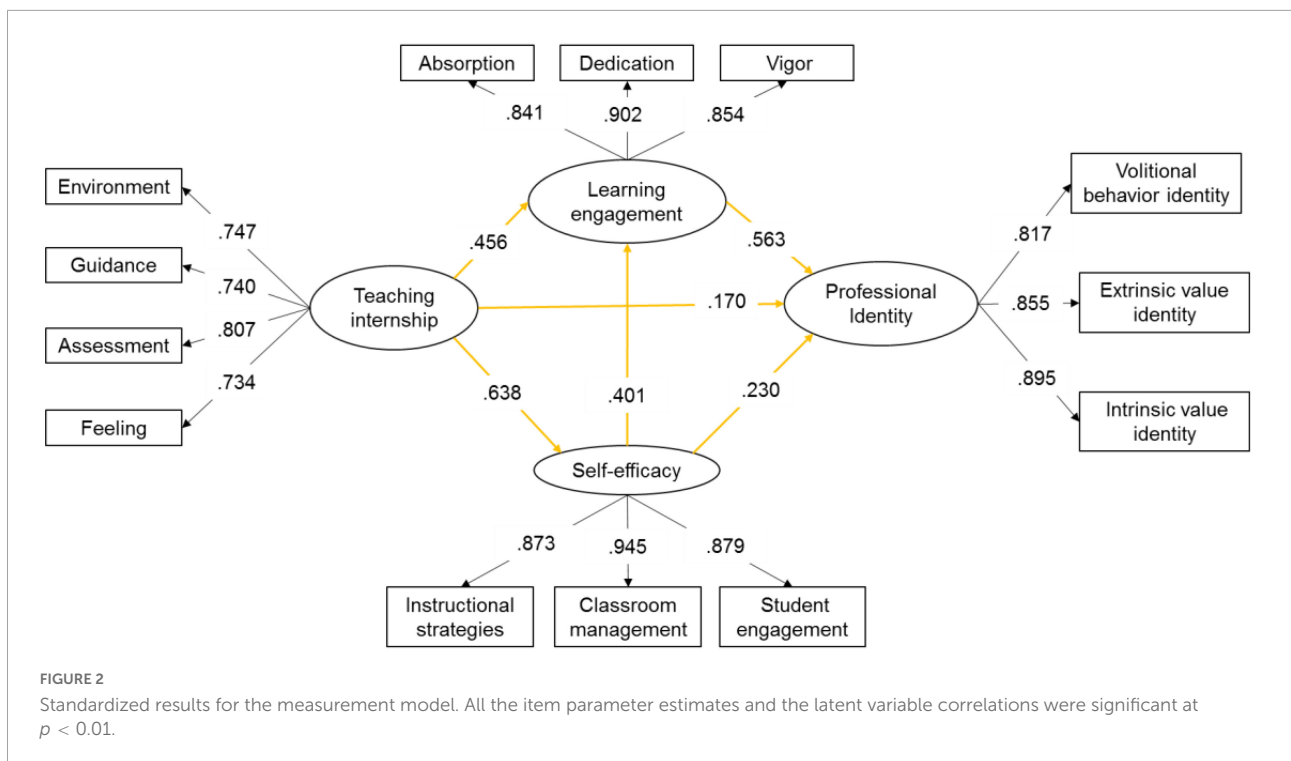 Absorption
Dedication
Vigor
.841
.902
.854
Environment
Guidance
Assessment
Feeling
.747
.740
.807
.734
Learning
engagement
Teaching
internship
.456
.563
.170
.638
.401
.230
Professional
Identity
Volitional
behavior identity
Extrinsic value
identity
Intrinsic value
identity
.817
.855
.895
Self-efficacy
.873
.945
.879
Instructional
strategies
Classroom
management
Student
engagement
FIGURE 2
Standardized results for the measurement model. All the item parameter estimates and the latent variable correlations were significant at
p < 0.01.